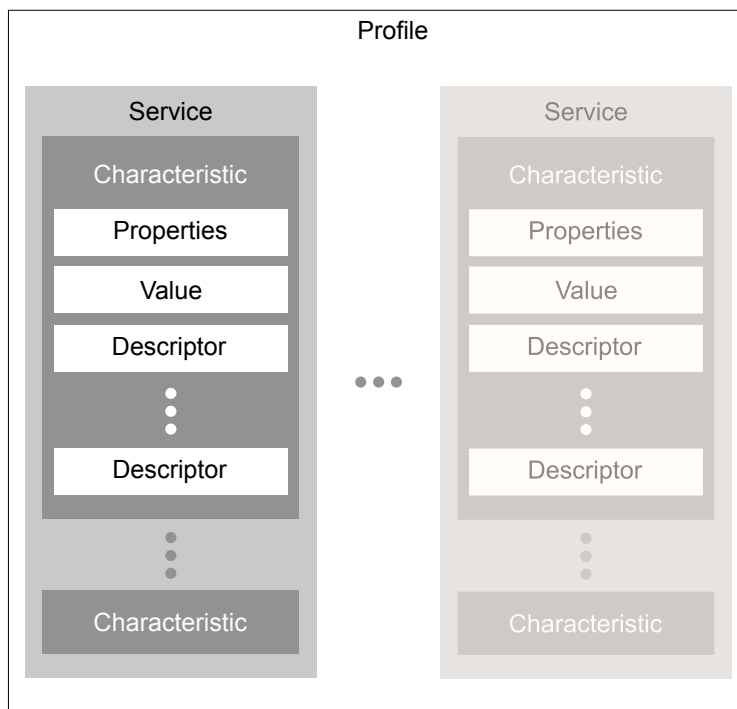 Profile
Service
Characteristic
Properties
Value
Descriptor
Descriptor
Characteristic
Service
Characteristic
Properties
Value
Descriptor
Descriptor
Characteristic